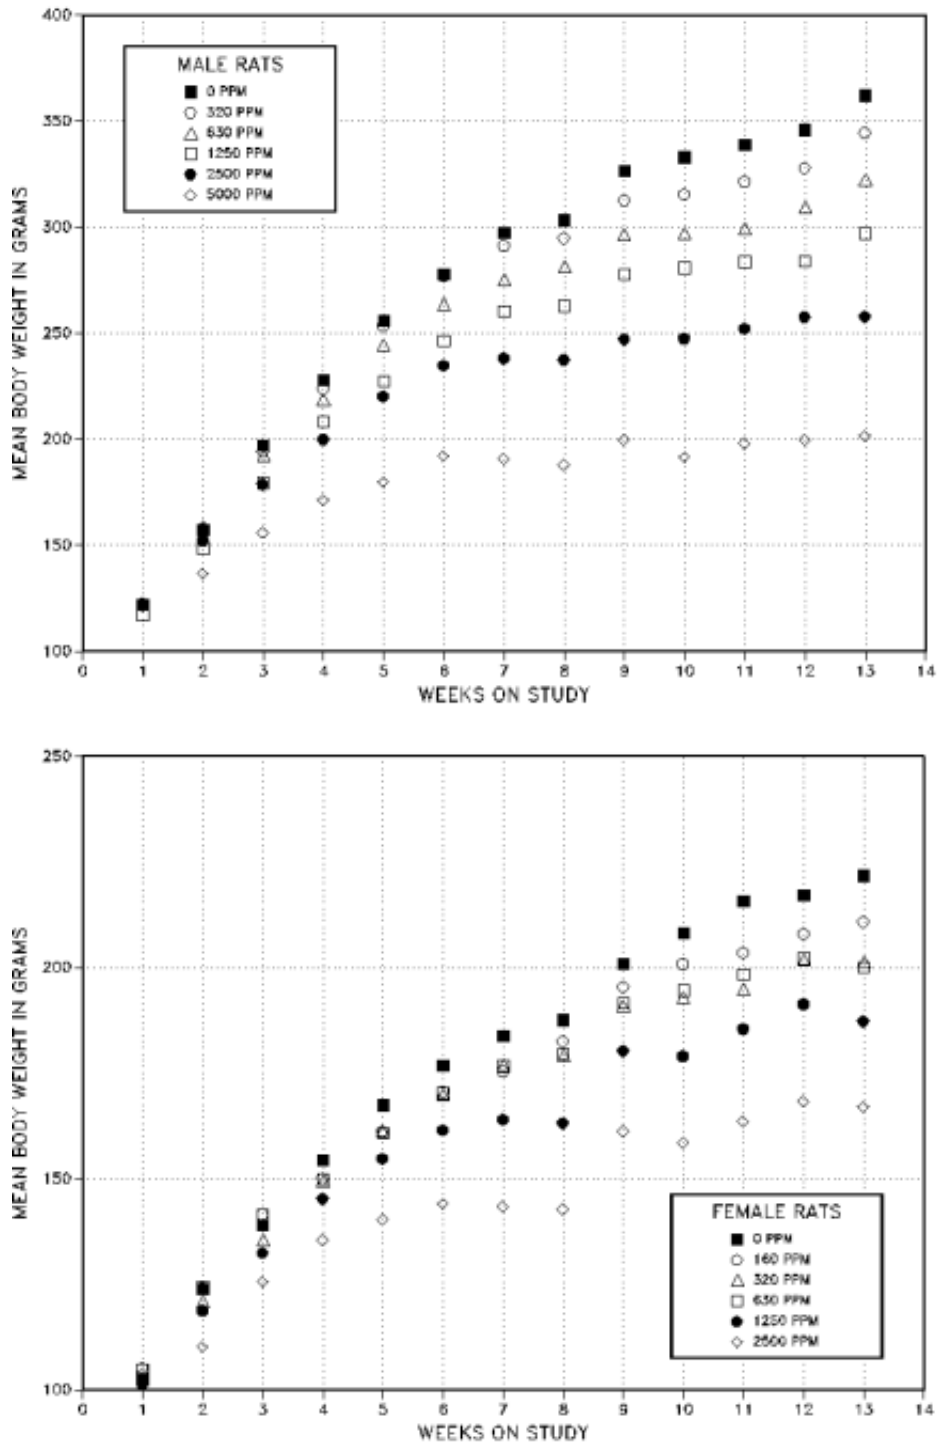 400
350
300
250
200
150
100
MEAN BODY WEIGHT IN GRAMS
MALE RATS
0 PPM
320 PPM
630 PPM
1250 PPM
2500 PPM
5000 PPM
0 1 2 3 4 5 6 7 8 9 10 11 12 13 14
WEEKS ON STUDY
250
200
150
100
MEAN BODY WEIGHT IN GRAMS
FEMALE RATS
0 PPM
160 PPM
320 PPM
630 PPM
1250 PPM
2500 PPM
0 1 2 3 4 5 6 7 8 9 10 11 12 13 14
WEEKS ON STUDY